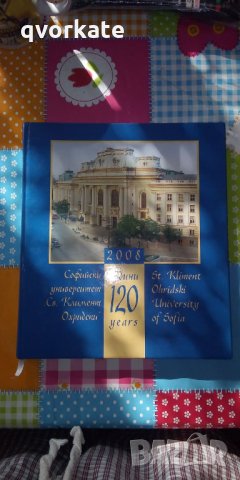 qvorkate
2008
Софийски
университет
Св. Климент
Охридски
години
120
years
St. Kliment
Ohridski
University
of Sofia